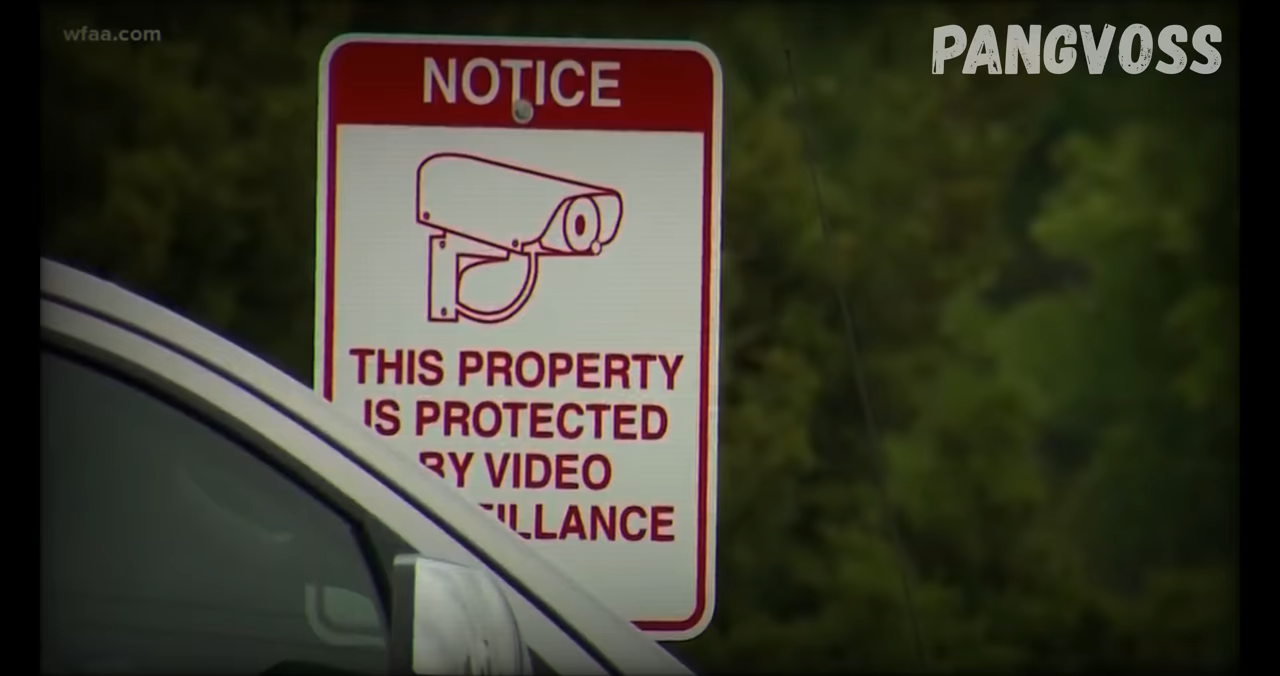 wfaa.com
PANGVOSS
NOTICE
THIS PROPERTY
IS PROTECTED
BY VIDEO